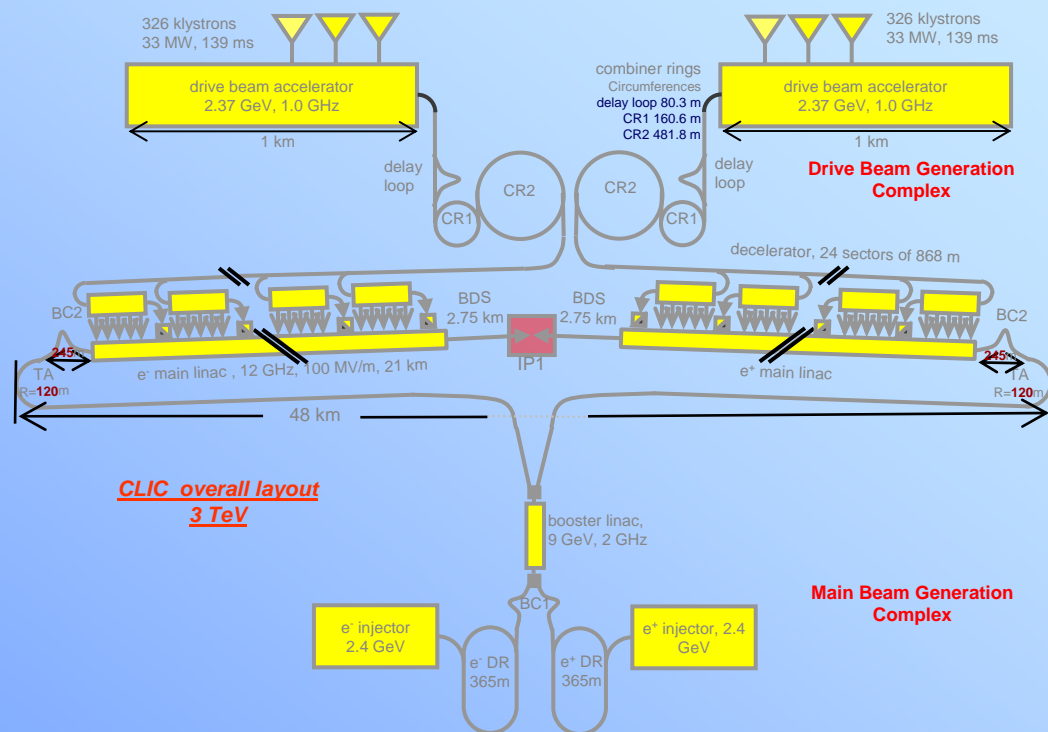 326 klystrons
33 MW, 139 ms
drive beam accelerator
2.37 GeV, 1.0 GHz
1 km
delay
loop
CR1
CR2
combiner rings
Circumferences
delay loop 80.3 m
CR1 160.6 m
CR2 481.8 m
326 klystrons
33 MW, 139 ms
drive beam accelerator
2.37 GeV, 1.0 GHz
1 km
CR2
CR1
delay
loop
Drive Beam Generation
Complex
decelerator, 24 sectors of 868 m
BC2
BDS
2.75 km
BDS
2.75 km
BC2
IP1
245m
TA
R=120m
e⁻ main linac , 12 GHz, 100 MV/m, 21 km
e⁺ main linac
245m
TA
R=120m
48 km
CLIC overall layout
3 TeV
booster linac,
9 GeV, 2 GHz
BC1
Main Beam Generation
Complex
e⁻ injector
2.4 GeV
e⁻ DR
365m
e⁺ DR
365m
e⁺ injector, 2.4
GeV